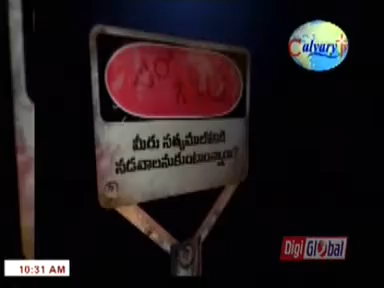 Calvary
మీరు సత్యములోనికి
నడవాలనుకుంటున్నారా?
Digi Global
10:31 AM